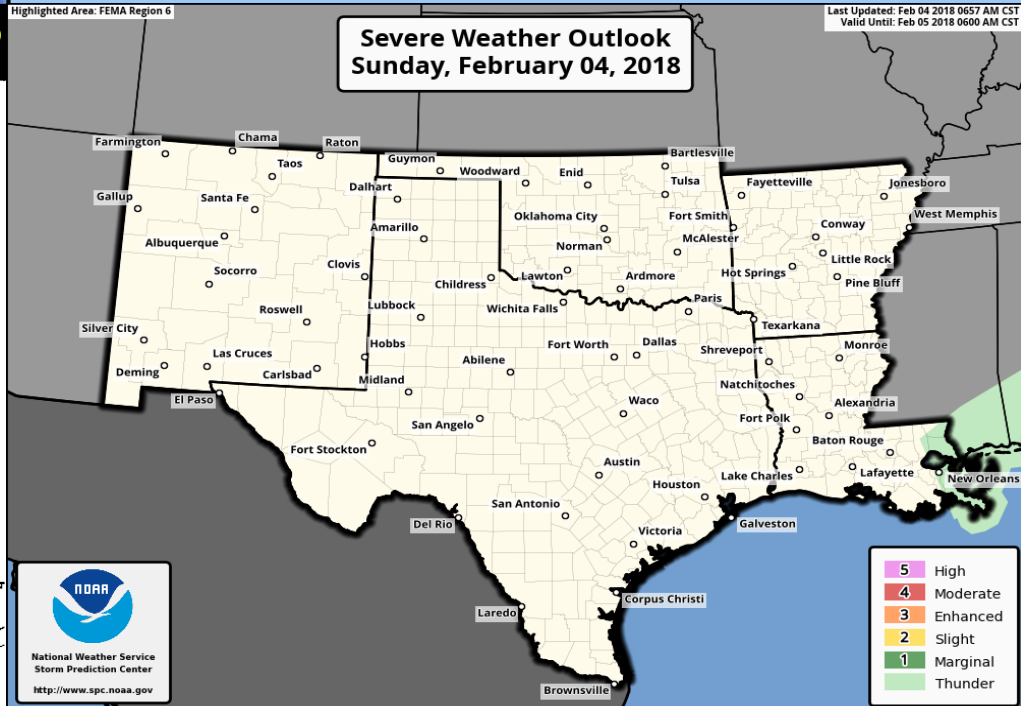 Highlighted Area: FEMA Region 6
Last Updated: Feb 04 2018 0657 AM CST
Valid Until: Feb 05 2018 0600 AM CST
Severe Weather Outlook
Sunday, February 04, 2018
Farmington
Chama
Raton
Taos
Guymon
Woodward
Enid
Bartlesville
Tulsa
Fayetteville
Jonesboro
Gallup
Santa Fe
Dalhart
Oklahoma City
Fort Smith
West Memphis
Albuquerque
Amarillo
Norman
McAlester
Conway
Little Rock
Socorro
Clovis
Childress
Lawton
Ardmore
Hot Springs
Pine Bluff
Roswell
Lubbock
Wichita Falls
Paris
Texarkana
Silver City
Hobbs
Fort Worth
Dallas
Shreveport
Monroe
Las Cruces
Abilene
Deming
Carlsbad
Midland
Natchitoches
El Paso
Waco
Alexandria
San Angelo
Fort Polk
Fort Stockton
Baton Rouge
Austin
Lake Charles
Lafayette
New Orleans
Houston
San Antonio
Del Rio
Galveston
Victoria
Laredo
Corpus Christi
Brownsville
NOAA
National Weather Service
Storm Prediction Center
http://www.spc.noaa.gov
5 High
4 Moderate
3 Enhanced
2 Slight
1 Marginal
Thunder